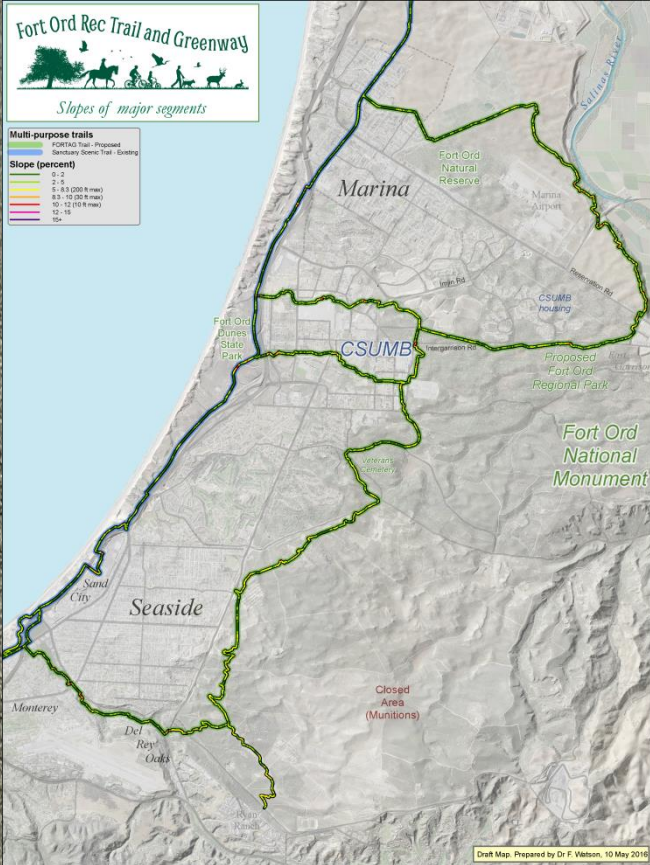 Fort Ord Rec Trail and Greenway
Slopes of major segments
Multi-purpose trails
FORTAG Trail - Proposed
Sanctuary Scenic Trail - Existing
Slope (percent)
0 - 2
2 - 5
5 - 8.3 (200 ft max)
8.3 - 10 (30 ft max)
10 - 12 (10 ft max)
12 - 15
15+
Salinas River
Fort Ord
Natural
Reserve
Marina
Marina
Airport
Reservation Rd
Imjin Rd
CSUMB
housing
Fort Ord
Dunes
State
Park
CSUMB
Intergarrison Rd
Proposed
Fort Ord
Regional Park
East
Garrison
Fort Ord
National
Monument
Veterans
Cemetery
Sand
City
Seaside
Monterey
Del
Rey
Oaks
Closed
Area
(Munitions)
Ryan
Ranch
Draft Map. Prepared by Dr F. Watson, 10 May 2016